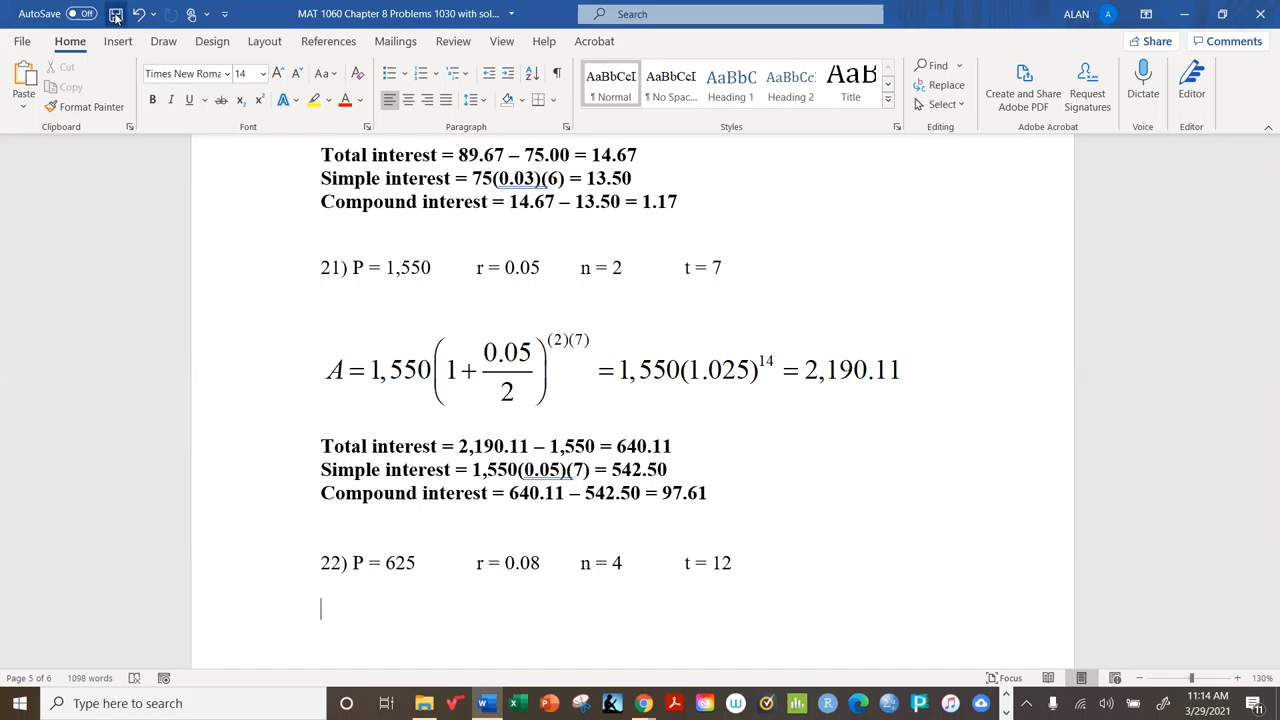 AutoSave Off MAT 1060 Chapter 8 Problems 1030 with sol... Search ALAN A
File Home Insert Draw Design Layout References Mailings Review View Help Acrobat Share Comments
Paste Cut Copy Format Painter
Clipboard
Times New Roma 14
Font
Paragraph
AaBbCcI AaBbCcI AaBbC AaBbCc AaB
¶ Normal ¶ No Spac... Heading 1 Heading 2 Title
Styles
Find
Replace
Select
Editing
Create and Share Adobe PDF Request Signatures
Adobe Acrobat
Dictate
Voice
Editor
Editor
Total interest = 89.67 – 75.00 = 14.67
Simple interest = 75(0.03)(6) = 13.50
Compound interest = 14.67 – 13.50 = 1.17
21) P = 1,550 r = 0.05 n = 2 t = 7
A = 1,550(1 + 0.05/2)^(2)(7) = 1,550(1.025)^14 = 2,190.11
Total interest = 2,190.11 – 1,550 = 640.11
Simple interest = 1,550(0.05)(7) = 542.50
Compound interest = 640.11 – 542.50 = 97.61
22) P = 625 r = 0.08 n = 4 t = 12
Page 5 of 6 1098 words Focus 130%
Type here to search
11:14 AM
3/29/2021